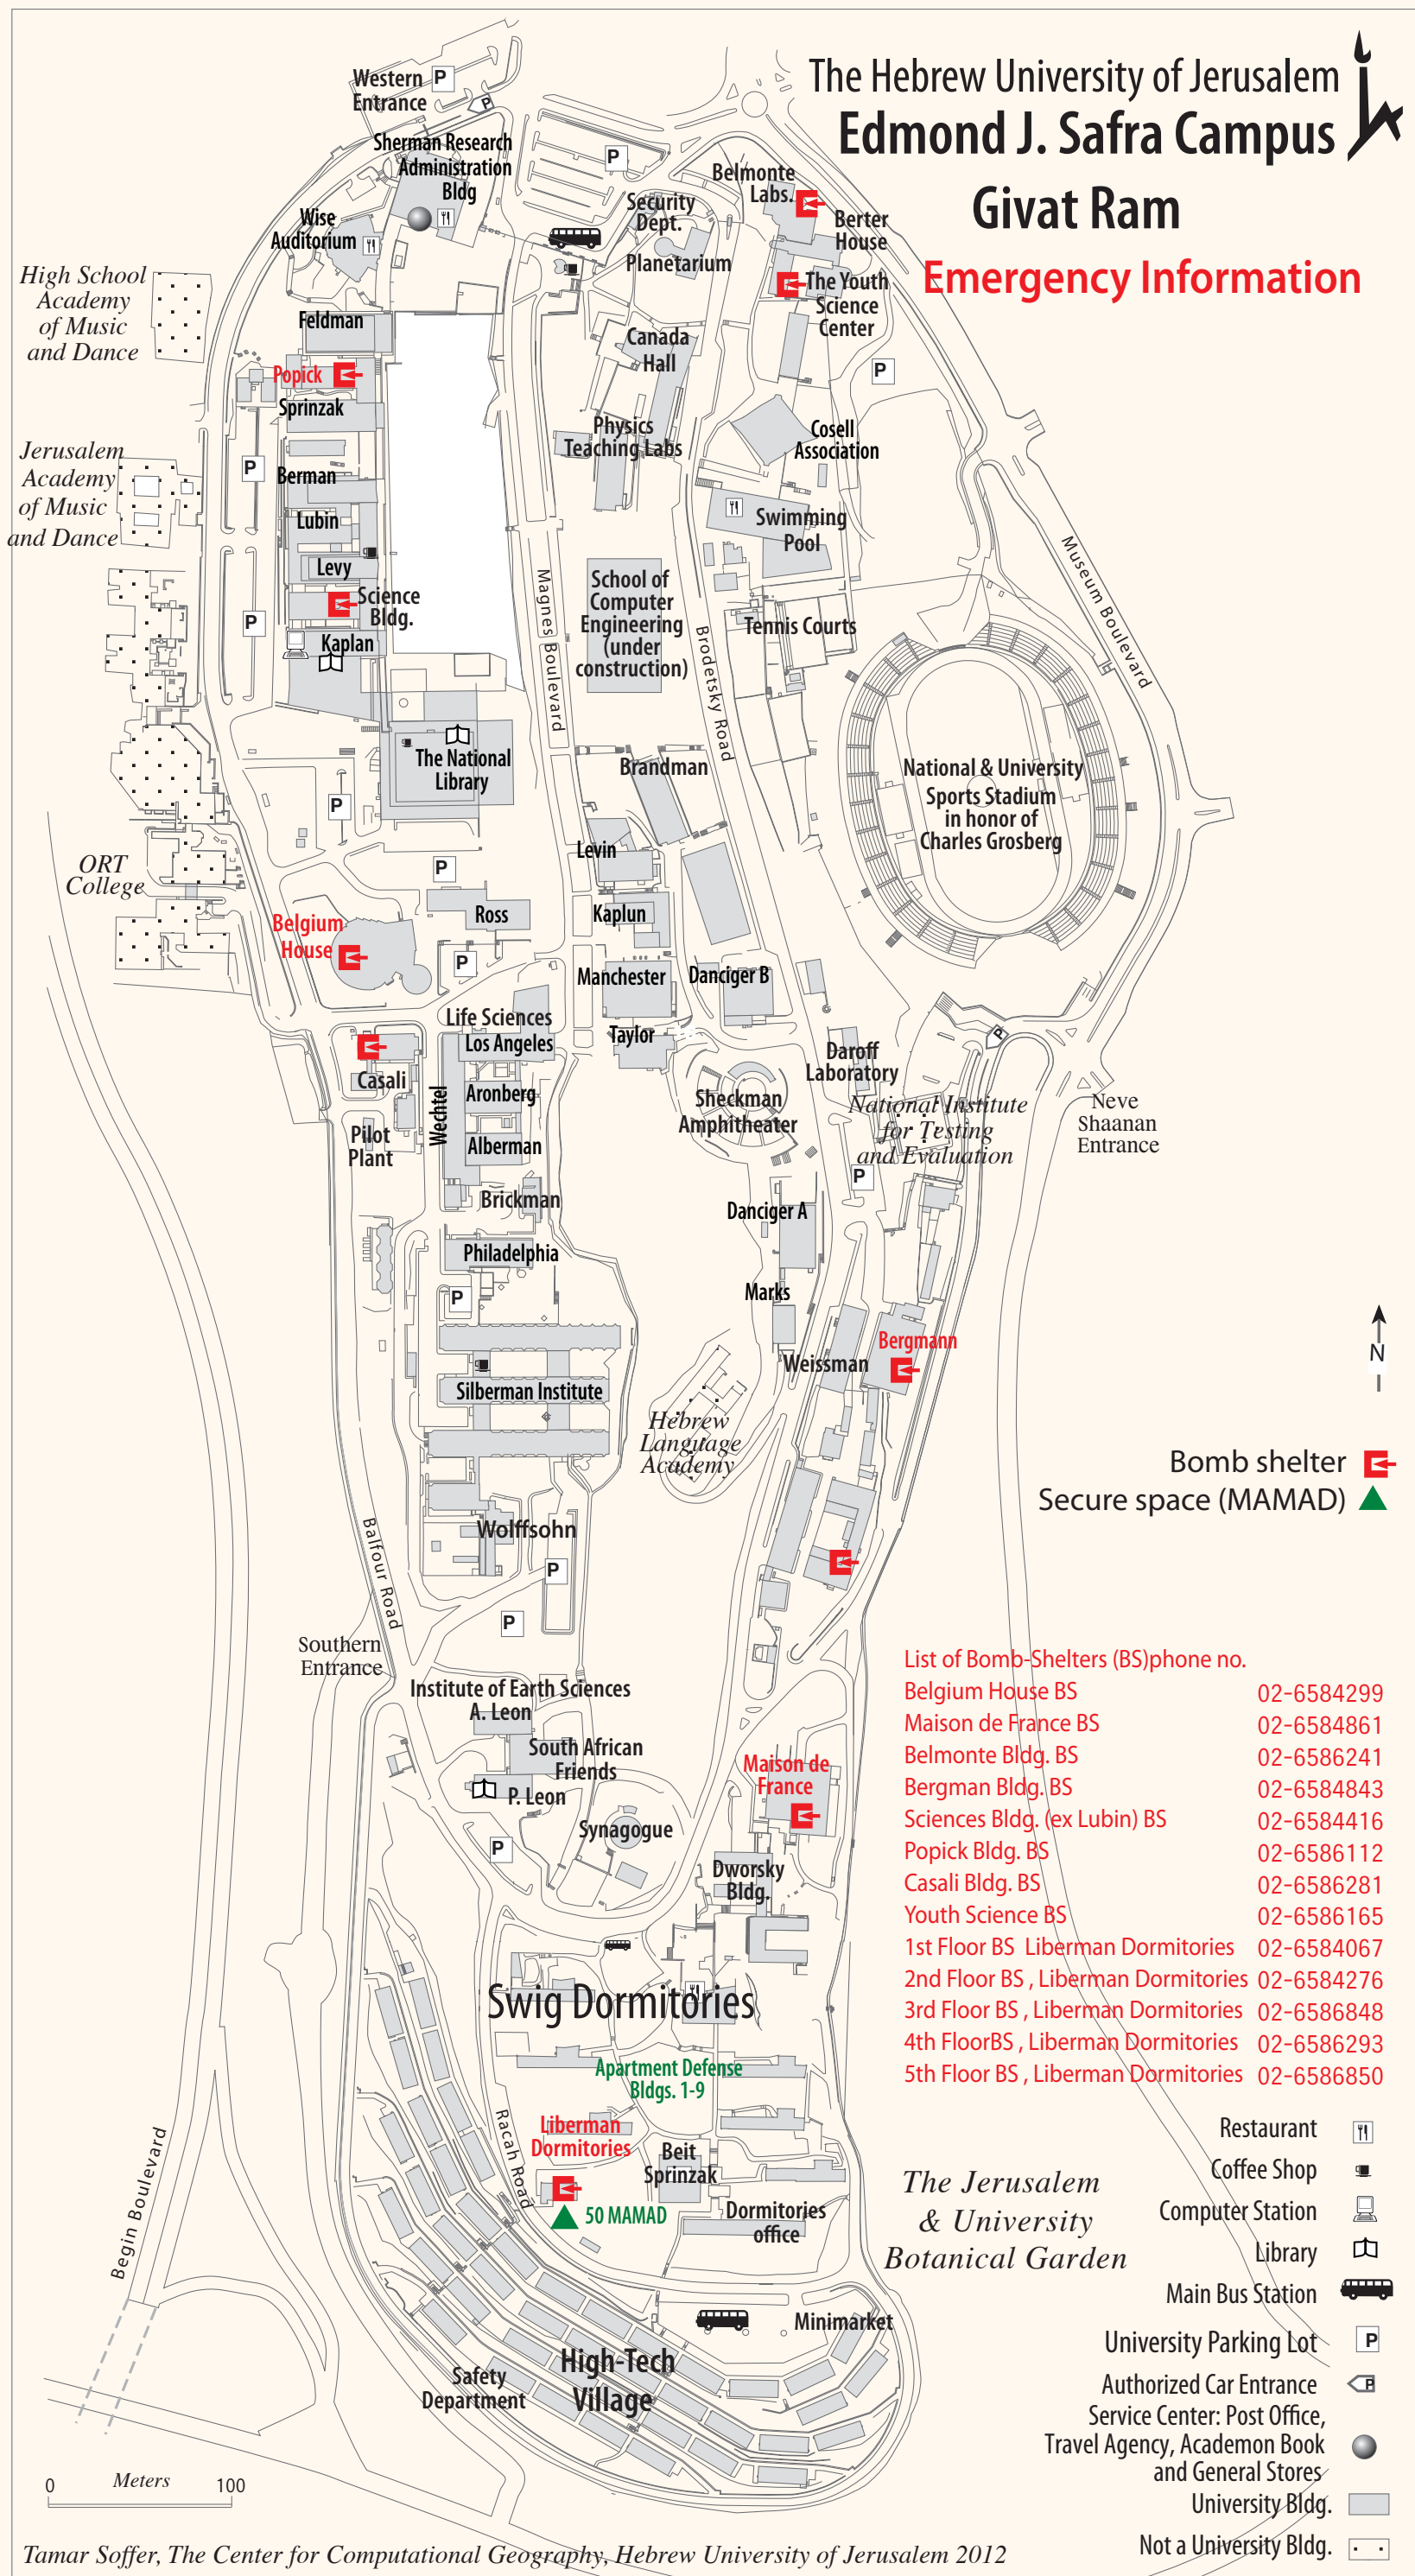 The Hebrew University of Jerusalem
Edmond J. Safra Campus
Givat Ram
Emergency Information
Western
Entrance
P
P
Sherman Research
Administration
Bldg
Wise
Auditorium
P
Belmonte
Labs.
Security
Dept.
Berter
House
Planetarium
The Youth
Science
Center
High School
Academy
of Music
and Dance
Feldman
Canada
Hall
Popick
P
Sprinzak
Physics
Teaching Labs
Cosell
Association
Jerusalem
Academy
of Music
and Dance
P
Berman
Lubin
Swimming
Pool
Levy
Science
Bldg.
Museum Boulevard
Magnes Boulevard
School of
Computer
Engineering
(under
construction)
Brodetsky Road
Tennis Courts
P
Kaplan
The National
Library
Brandman
National & University
Sports Stadium
in honor of
Charles Grosberg
P
Levin
P
ORT
College
Ross
Kaplun
Belgium
House
P
Manchester
Danciger B
Life Sciences
Los Angeles
Taylor
P
Daroff
Laboratory
Casali
Wechtel
Aronberg
Sheckman
Amphitheater
National Institute
for Testing
and Evaluation
Neve
Shaanan
Entrance
Pilot
Plant
Alberman
P
Brickman
Danciger A
Philadelphia
P
Marks
Bergmann
Weissman
N
Silberman Institute
Hebrew
Language
Academy
Bomb shelter
Secure space (MAMAD)
Wolffsohn
Balfour Road
P
P
Southern
Entrance
Institute of Earth Sciences
A. Leon
South African
Friends
P. Leon
Maison de
France
Synagogue
P
Dworsky
Bldg.
List of Bomb-Shelters (BS)phone no.
Belgium House BS 02-6584299
Maison de France BS 02-6584861
Belmonte Bldg. BS 02-6586241
Bergman Bldg. BS 02-6584843
Sciences Bldg. (ex Lubin) BS 02-6584416
Popick Bldg. BS 02-6586112
Casali Bldg. BS 02-6586281
Youth Science BS 02-6586165
1st Floor BS Liberman Dormitories 02-6584067
2nd Floor BS , Liberman Dormitories 02-6584276
3rd Floor BS , Liberman Dormitories 02-6586848
4th FloorBS , Liberman Dormitories 02-6586293
5th Floor BS , Liberman Dormitories 02-6586850
Swig Dormitories
Apartment Defense
Bldgs. 1-9
Racah Road
Liberman
Dormitories
Beit
Sprinzak
50 MAMAD
Dormitories
office
The Jerusalem
& University
Botanical Garden
Begin Boulevard
Minimarket
High-Tech
Village
Safety
Department
Restaurant
Coffee Shop
Computer Station
Library
Main Bus Station
University Parking Lot P
Authorized Car Entrance P
Service Center: Post Office,
Travel Agency, Academon Book
and General Stores
University Bldg.
Not a University Bldg.
0 Meters 100
Tamar Soffer, The Center for Computational Geography, Hebrew University of Jerusalem 2012